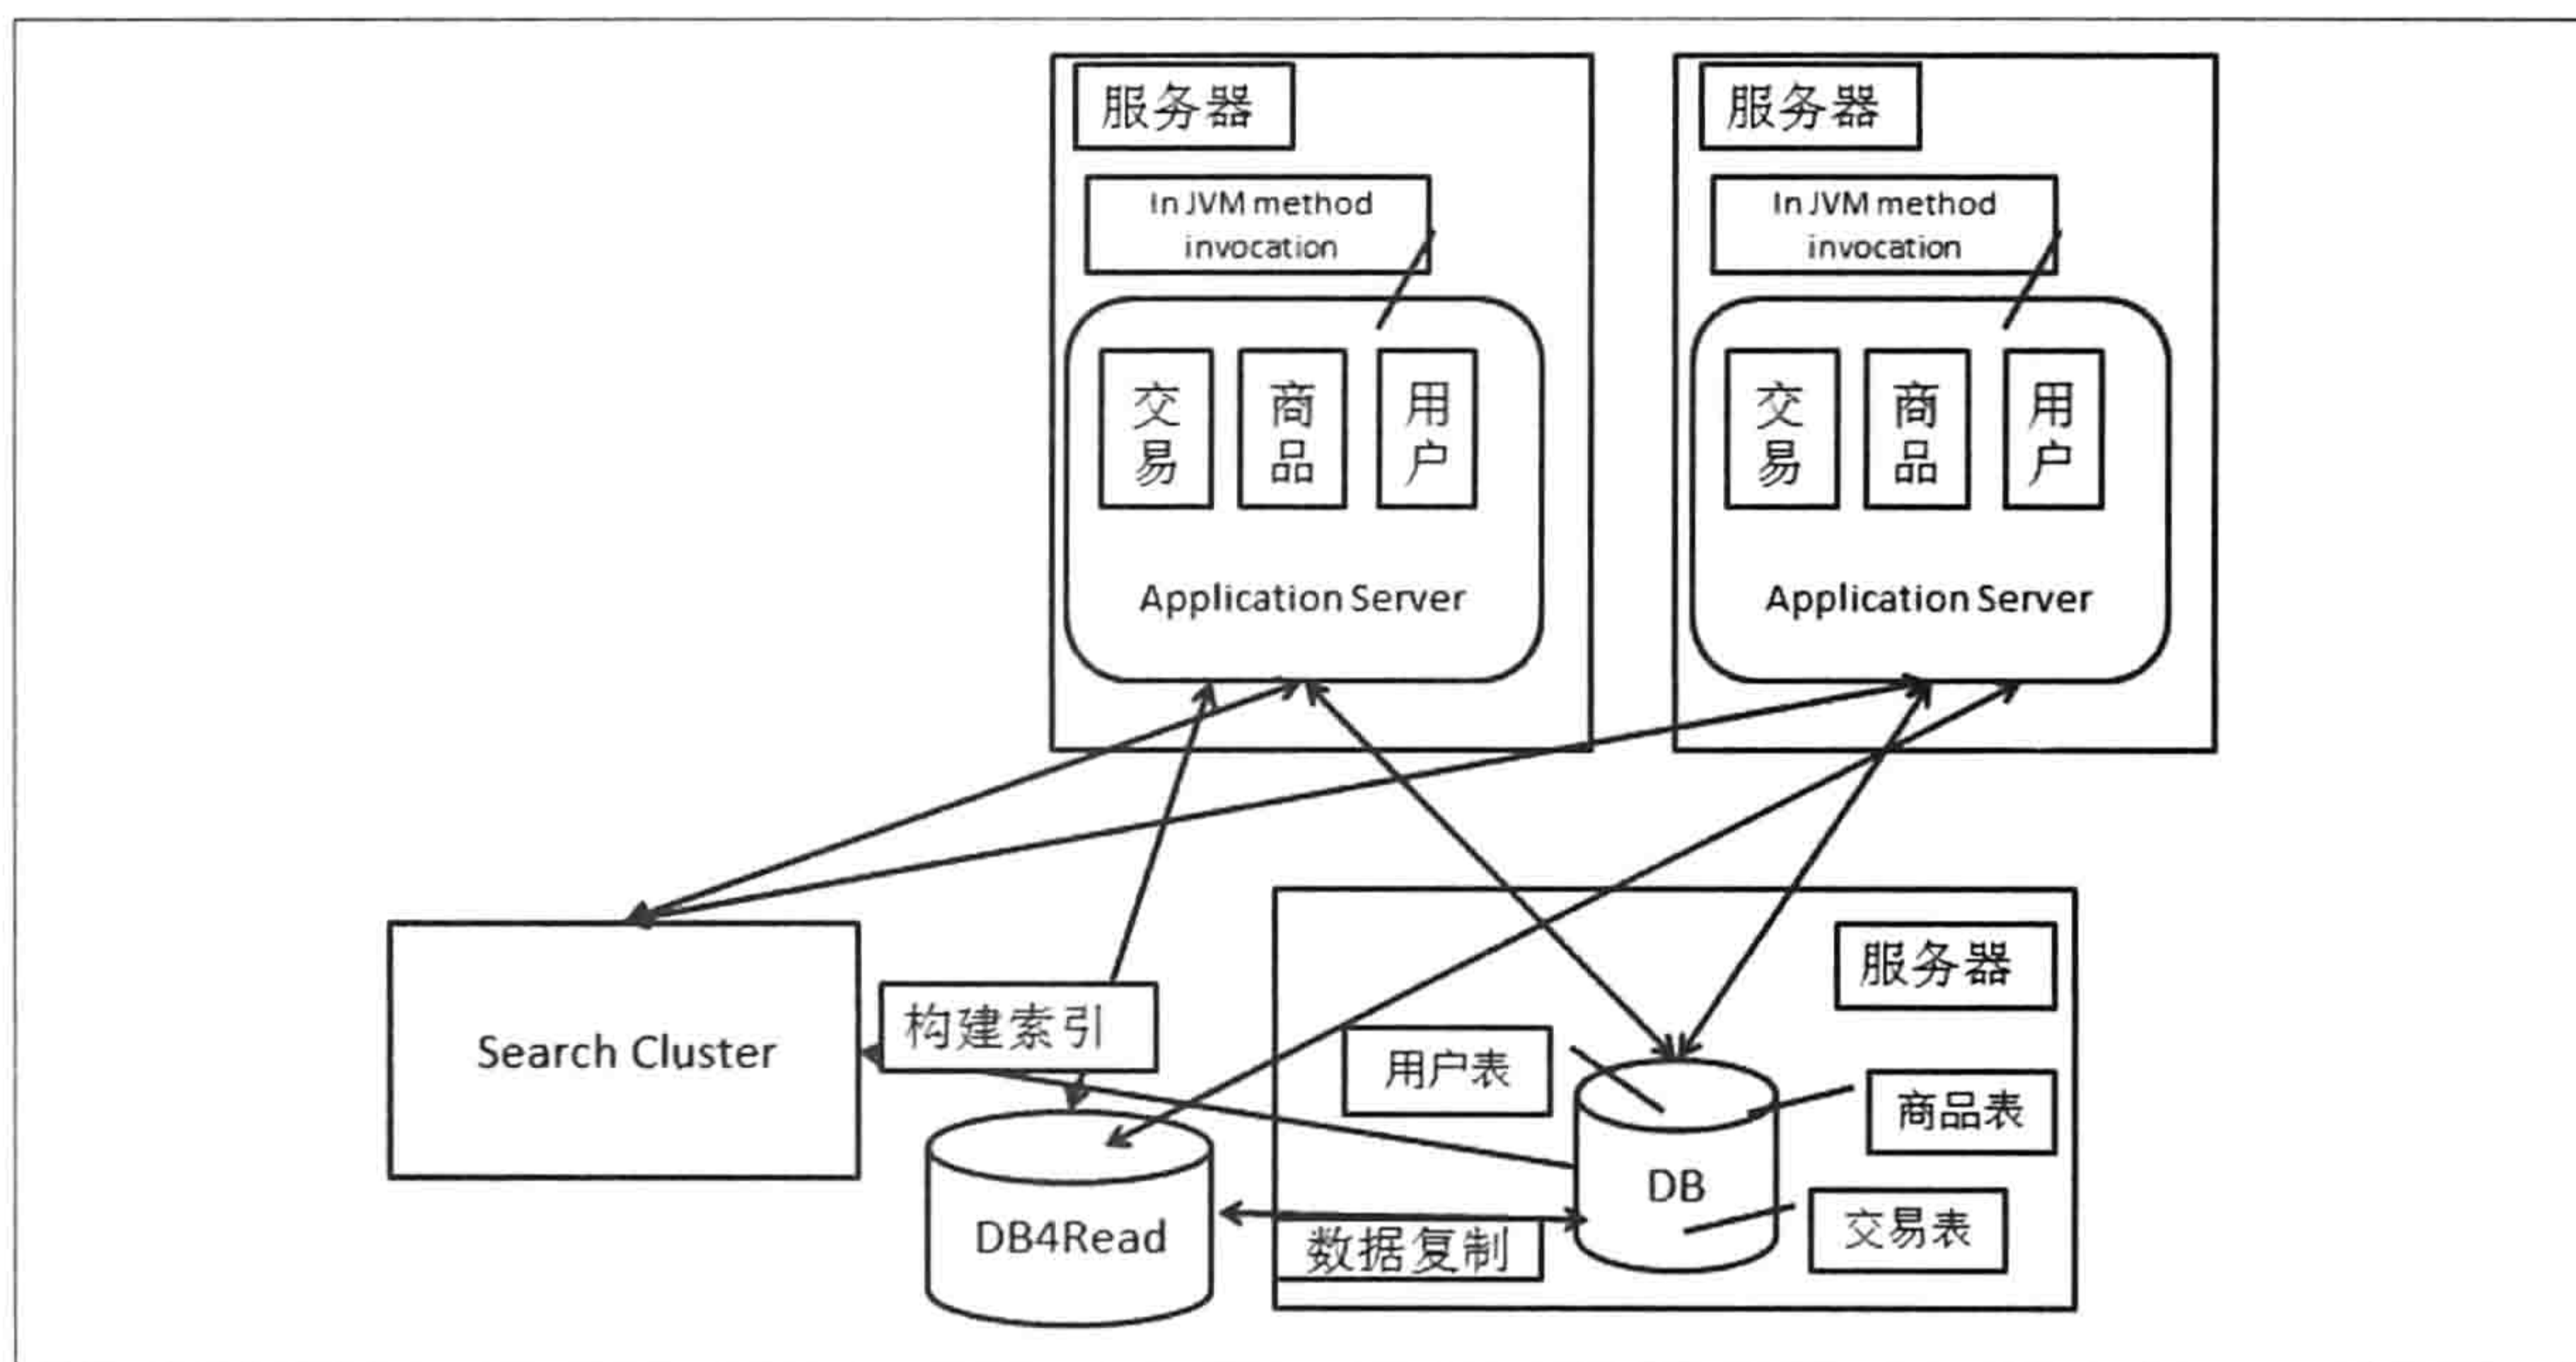 服务器
In JVM method
invocation
交
易
商
品
用
户
Application Server
服务器
In JVM method
invocation
交
易
商
品
用
户
Application Server
Search Cluster
构建索引
DB4Read
服务器
用户表
商品表
DB
交易表
数据复制